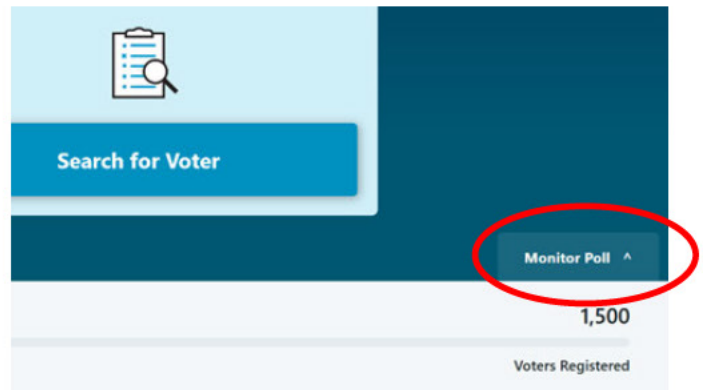 Search for Voter
Monitor Poll ^
1,500
Voters Registered